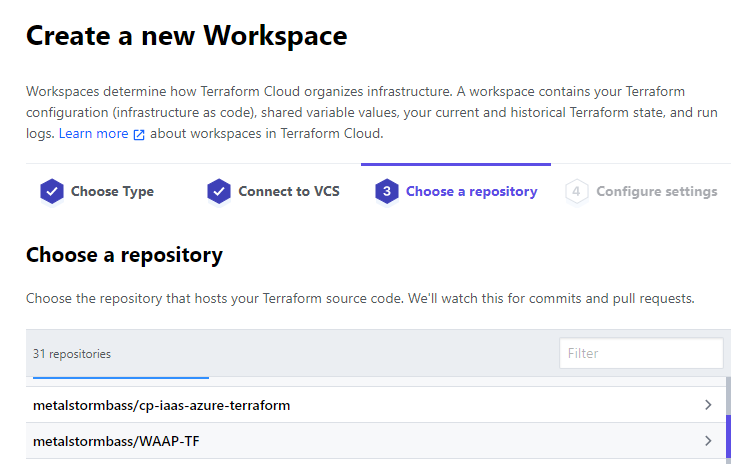 Create a new Workspace
Workspaces determine how Terraform Cloud organizes infrastructure. A workspace contains your Terraform
configuration (infrastructure as code), shared variable values, your current and historical Terraform state, and run
logs. Learn more about workspaces in Terraform Cloud.
Choose Type
Connect to VCS
3 Choose a repository
4 Configure settings
Choose a repository
Choose the repository that hosts your Terraform source code. We'll watch this for commits and pull requests.
31 repositories
Filter
metalstormbass/cp-iaas-azure-terraform
metalstormbass/WAAP-TF